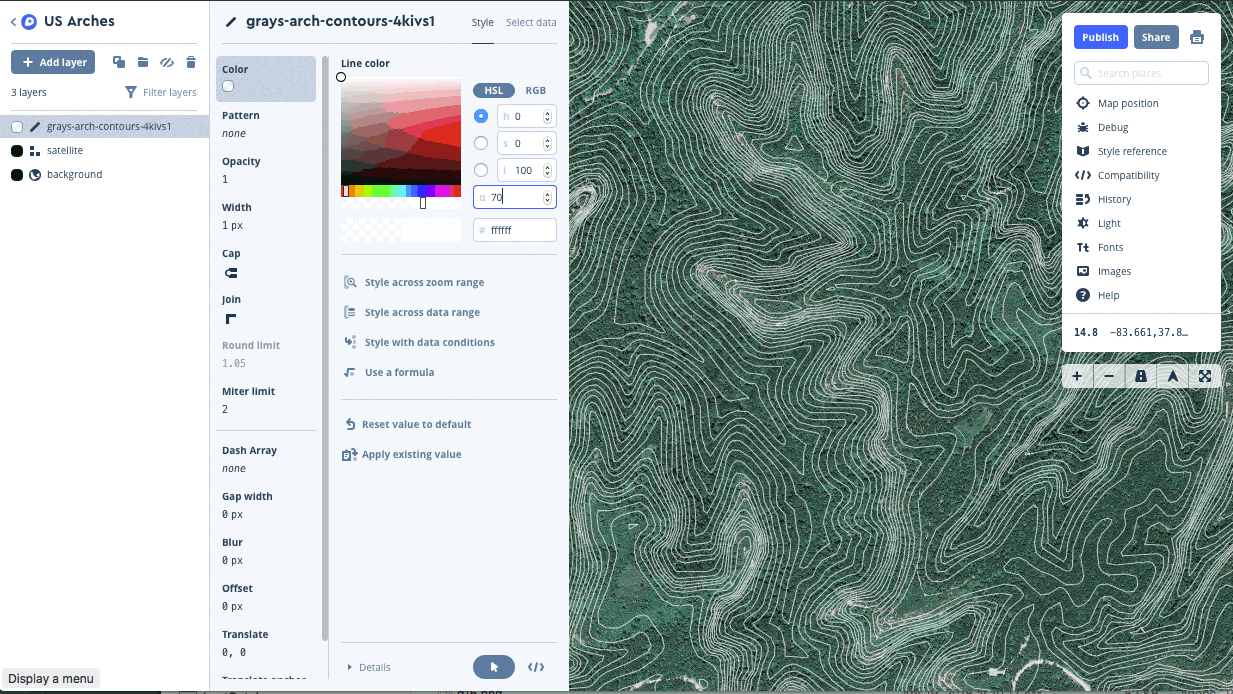 US Arches
Add layer
3 layers
Filter layers
grays-arch-contours-4kivs1
satellite
background
Display a menu
grays-arch-contours-4kivs1
Style
Select data
Color
Pattern
none
Opacity
1
Width
1 px
Cap
Join
Round limit
1.05
Miter limit
2
Dash Array
none
Gap width
0 px
Blur
0 px
Offset
0 px
Translate
0, 0
Line color
HSL
RGB
h 0
s 0
l 100
α 70
# ffffff
Style across zoom range
Style across data range
Style with data conditions
Use a formula
Reset value to default
Apply existing value
Details
Publish
Share
Search places
Map position
Debug
Style reference
Compatibility
History
Light
Fonts
Images
Help
14.8 -83.661,37.8…